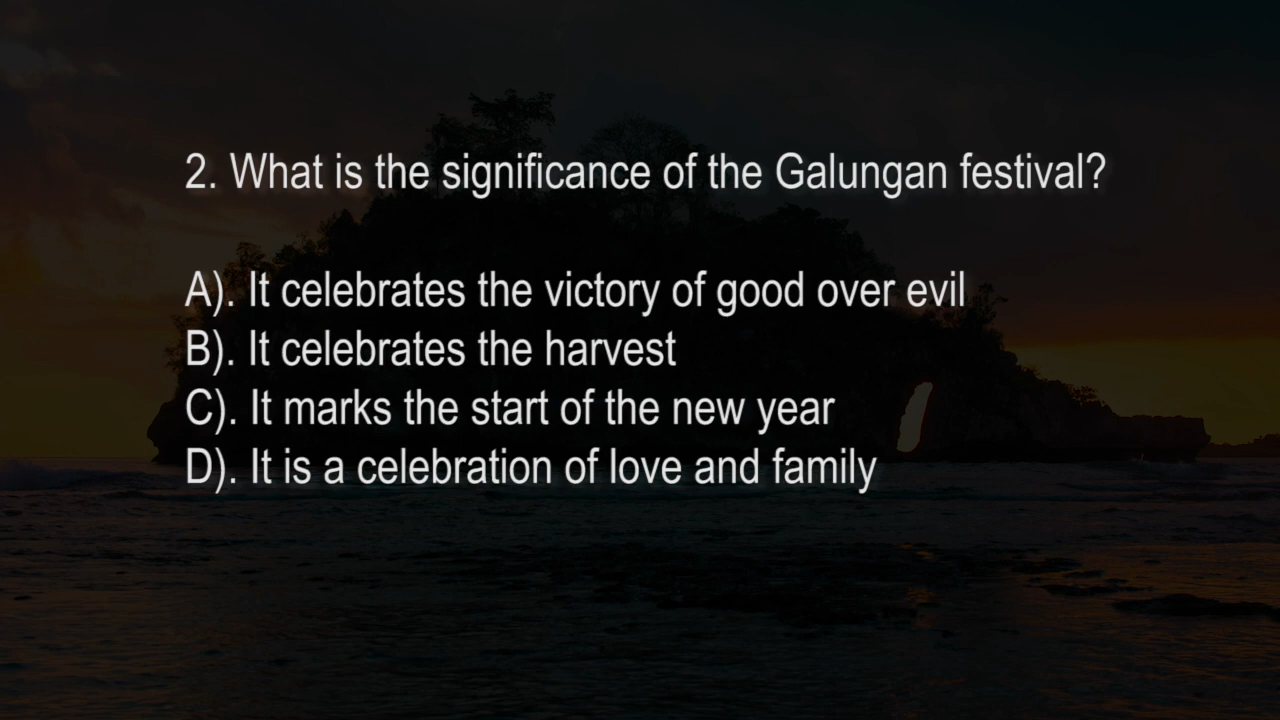 2. What is the significance of the Galungan festival?
A). It celebrates the victory of good over evil
B). It celebrates the harvest
C). It marks the start of the new year
D). It is a celebration of love and family